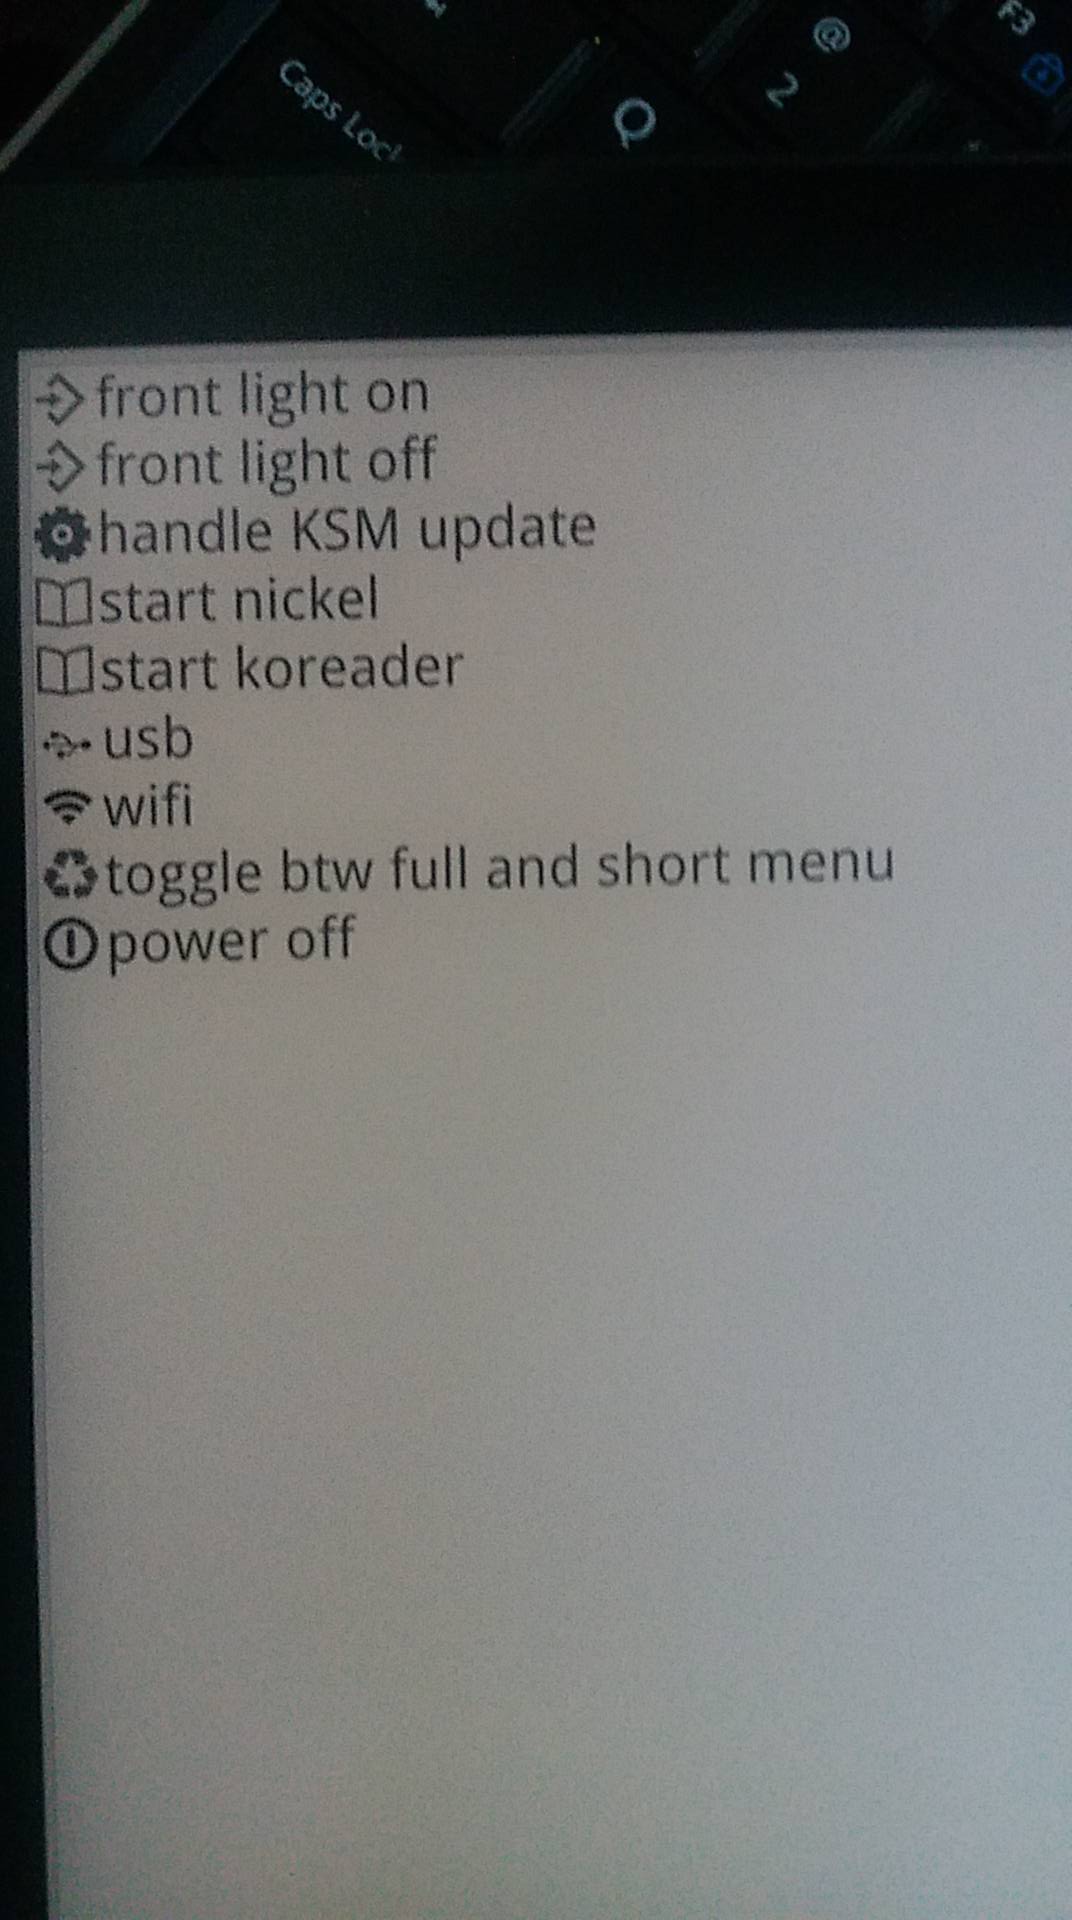 Caps Lock
Q
@
2
F3
front light on
front light off
handle KSM update
start nickel
start koreader
usb
wifi
toggle btw full and short menu
power off